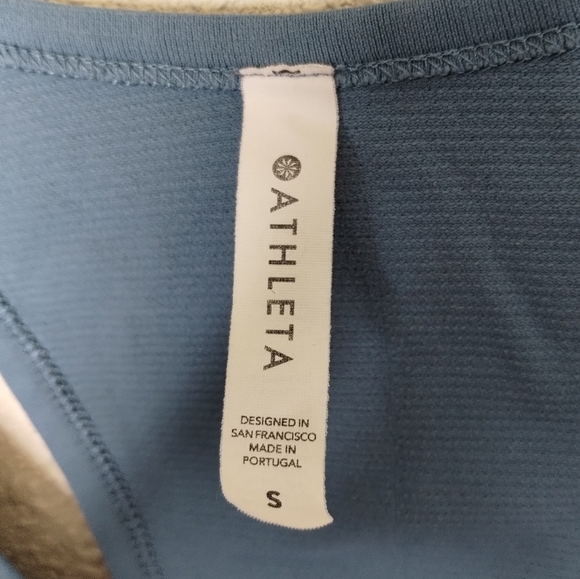 ATHLETA
DESIGNED IN
SAN FRANCISCO
MADE IN
PORTUGAL
S